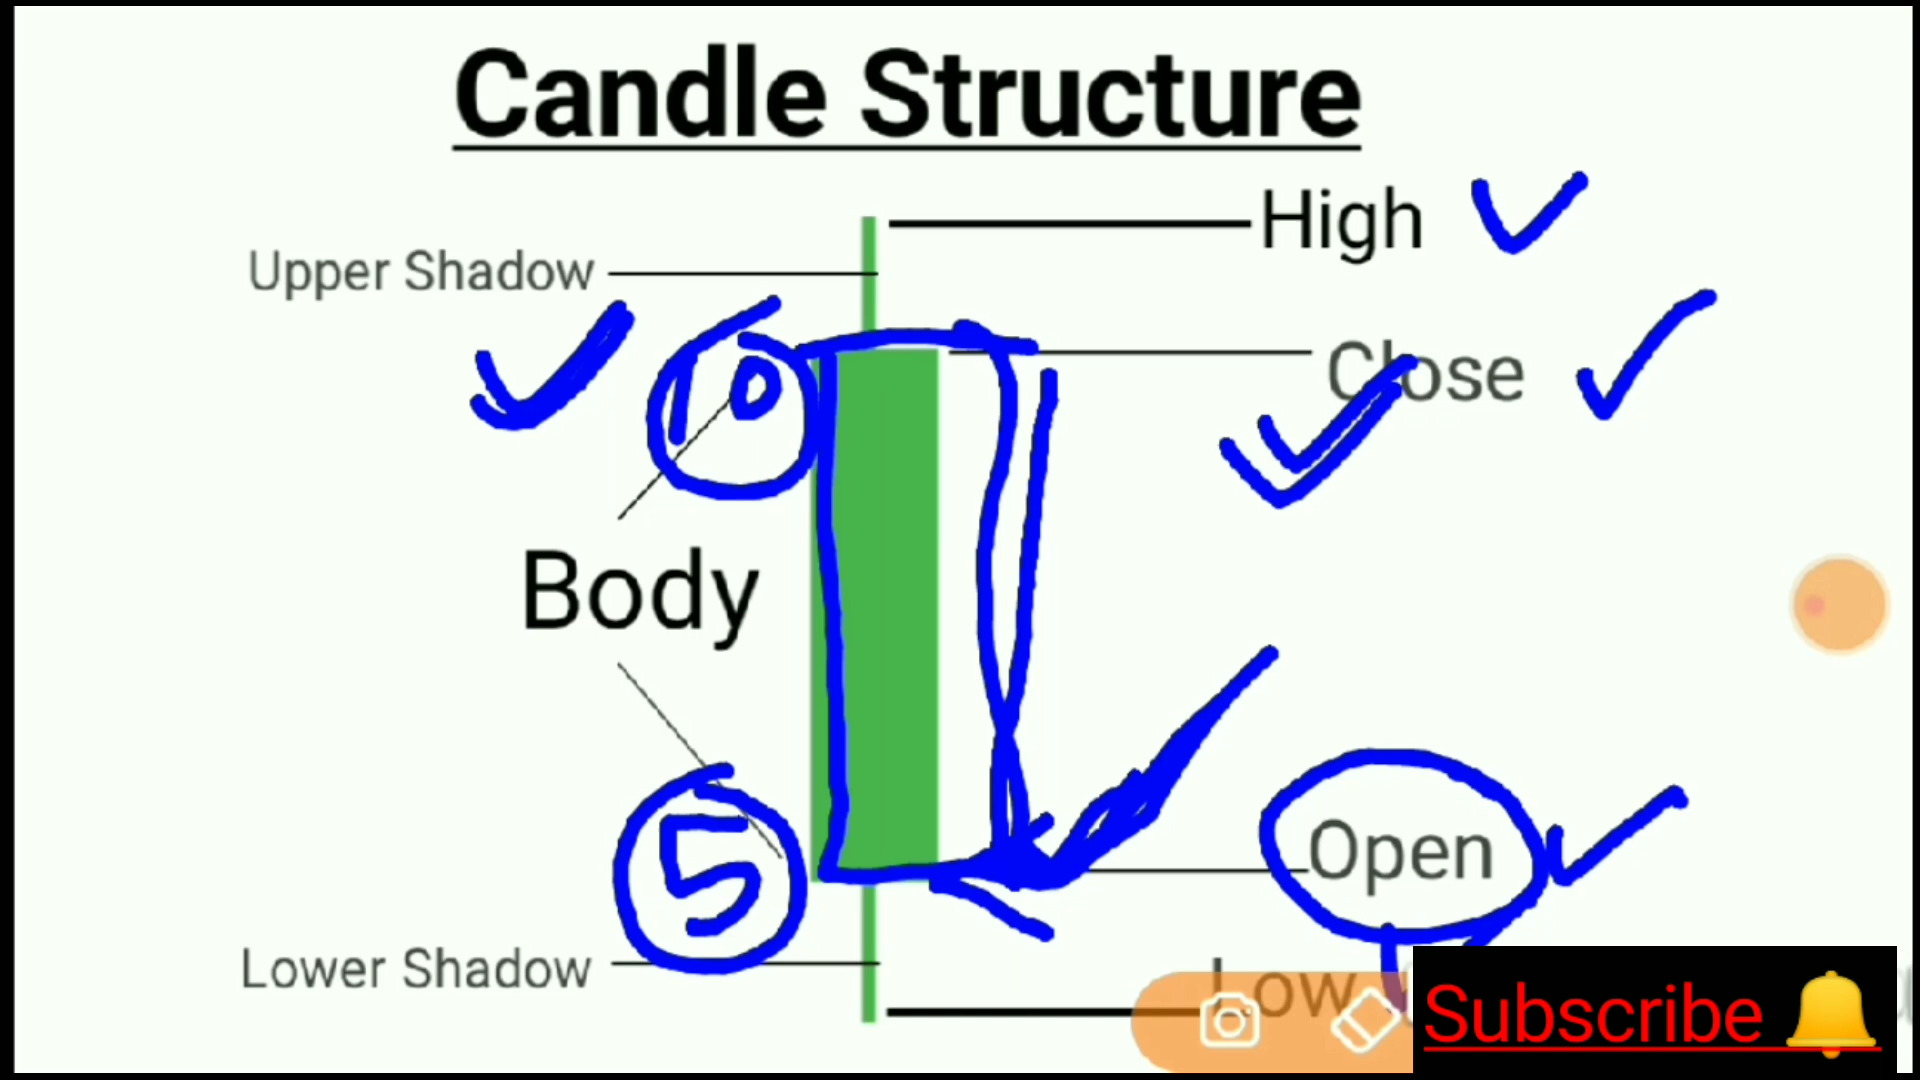 Candle Structure
High
Upper Shadow
10
Close
Body
5
Open
Lower Shadow
Low
Subscribe